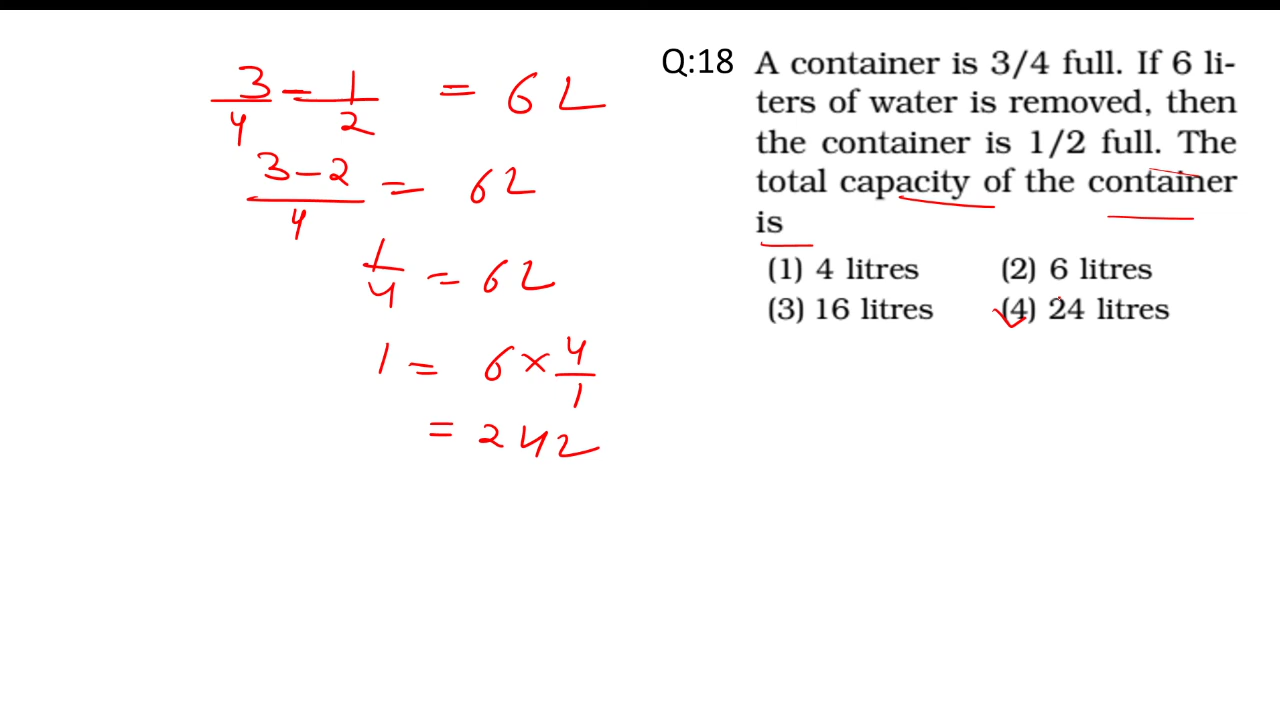 3/4 - 1/2 = 6 L
3-2/4 = 6L
1/4 = 6L
1 = 6 × 4/1
= 24L
Q:18 A container is 3/4 full. If 6 li-
ters of water is removed, then
the container is 1/2 full. The
total capacity of the container
is
(1) 4 litres (2) 6 litres
(3) 16 litres (4) 24 litres